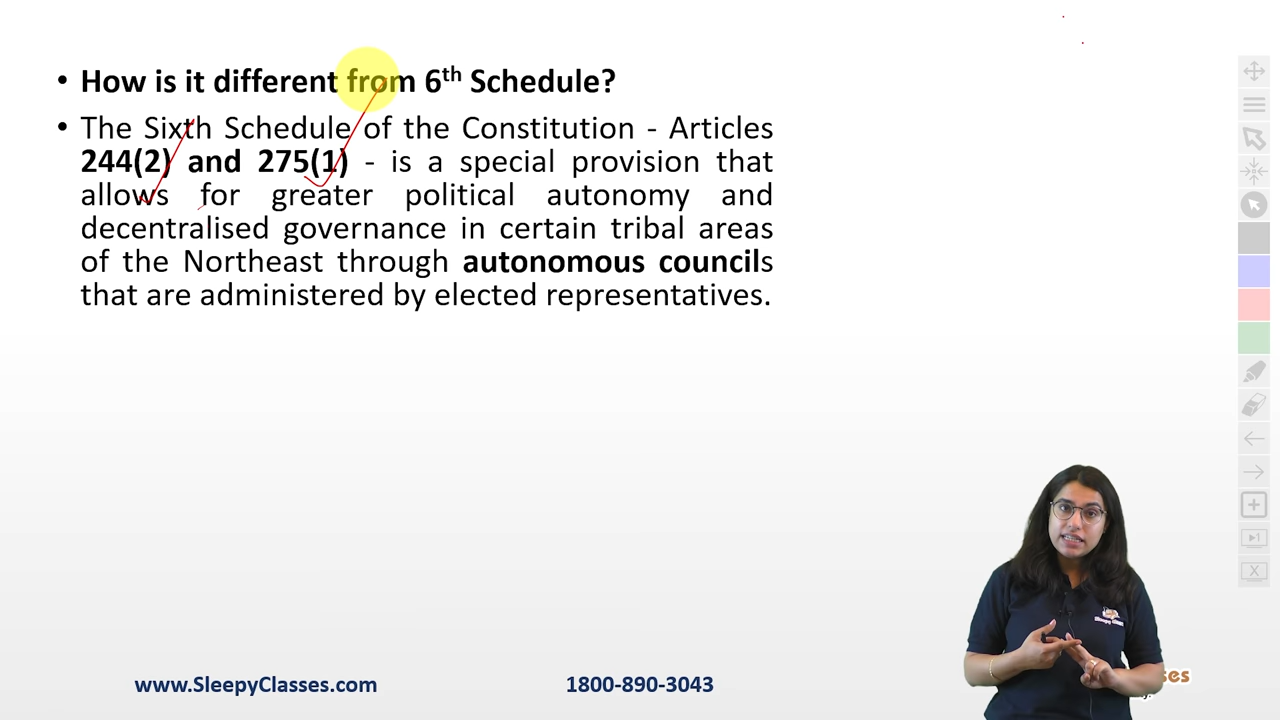 • How is it different from 6th Schedule?
• The Sixth Schedule of the Constitution - Articles
244(2) and 275(1) - is a special provision that
allows for greater political autonomy and
decentralised governance in certain tribal areas
of the Northeast through autonomous councils
that are administered by elected representatives.
www.SleepyClasses.com
1800-890-3043